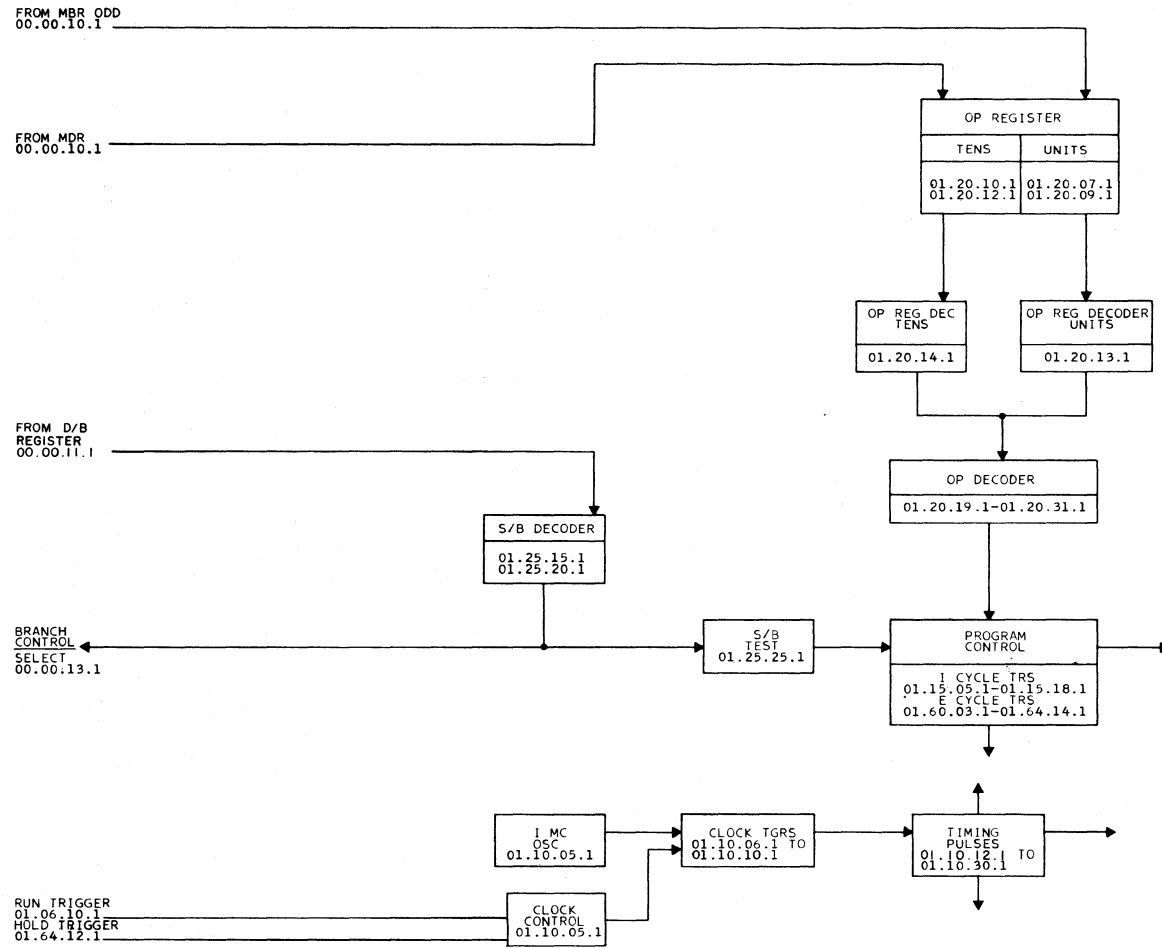 FROM MBR ODD
00.00.10.1
FROM MDR
00.00.10.1
OP REGISTER
TENS
UNITS
01.20.10.1
01.20.12.1
01.20.07.1
01.20.09.1
OP REG DEC
TENS
01.20.14.1
OP REG DECODER
UNITS
01.20.13.1
FROM D/B
REGISTER
00.00.11.1
OP DECODER
01.20.19.1-01.20.31.1
S/B DECODER
01.25.15.1
01.25.20.1
BRANCH
CONTROL
SELECT
00.00.13.1
S/B
TEST
01.25.25.1
PROGRAM
CONTROL
I CYCLE TRS
01.15.05.1-01.15.18.1
E CYCLE TRS
01.60.03.1-01.64.14.1
I MC
OSC
01.10.05.1
CLOCK TGRS
01.10.06.1 TO
01.10.10.1
TIMING
PULSES
01.10.12.1 TO
01.10.30.1
RUN TRIGGER
01.06.10.1
HOLD TRIGGER
01.64.12.1
CLOCK
CONTROL
01.10.05.1